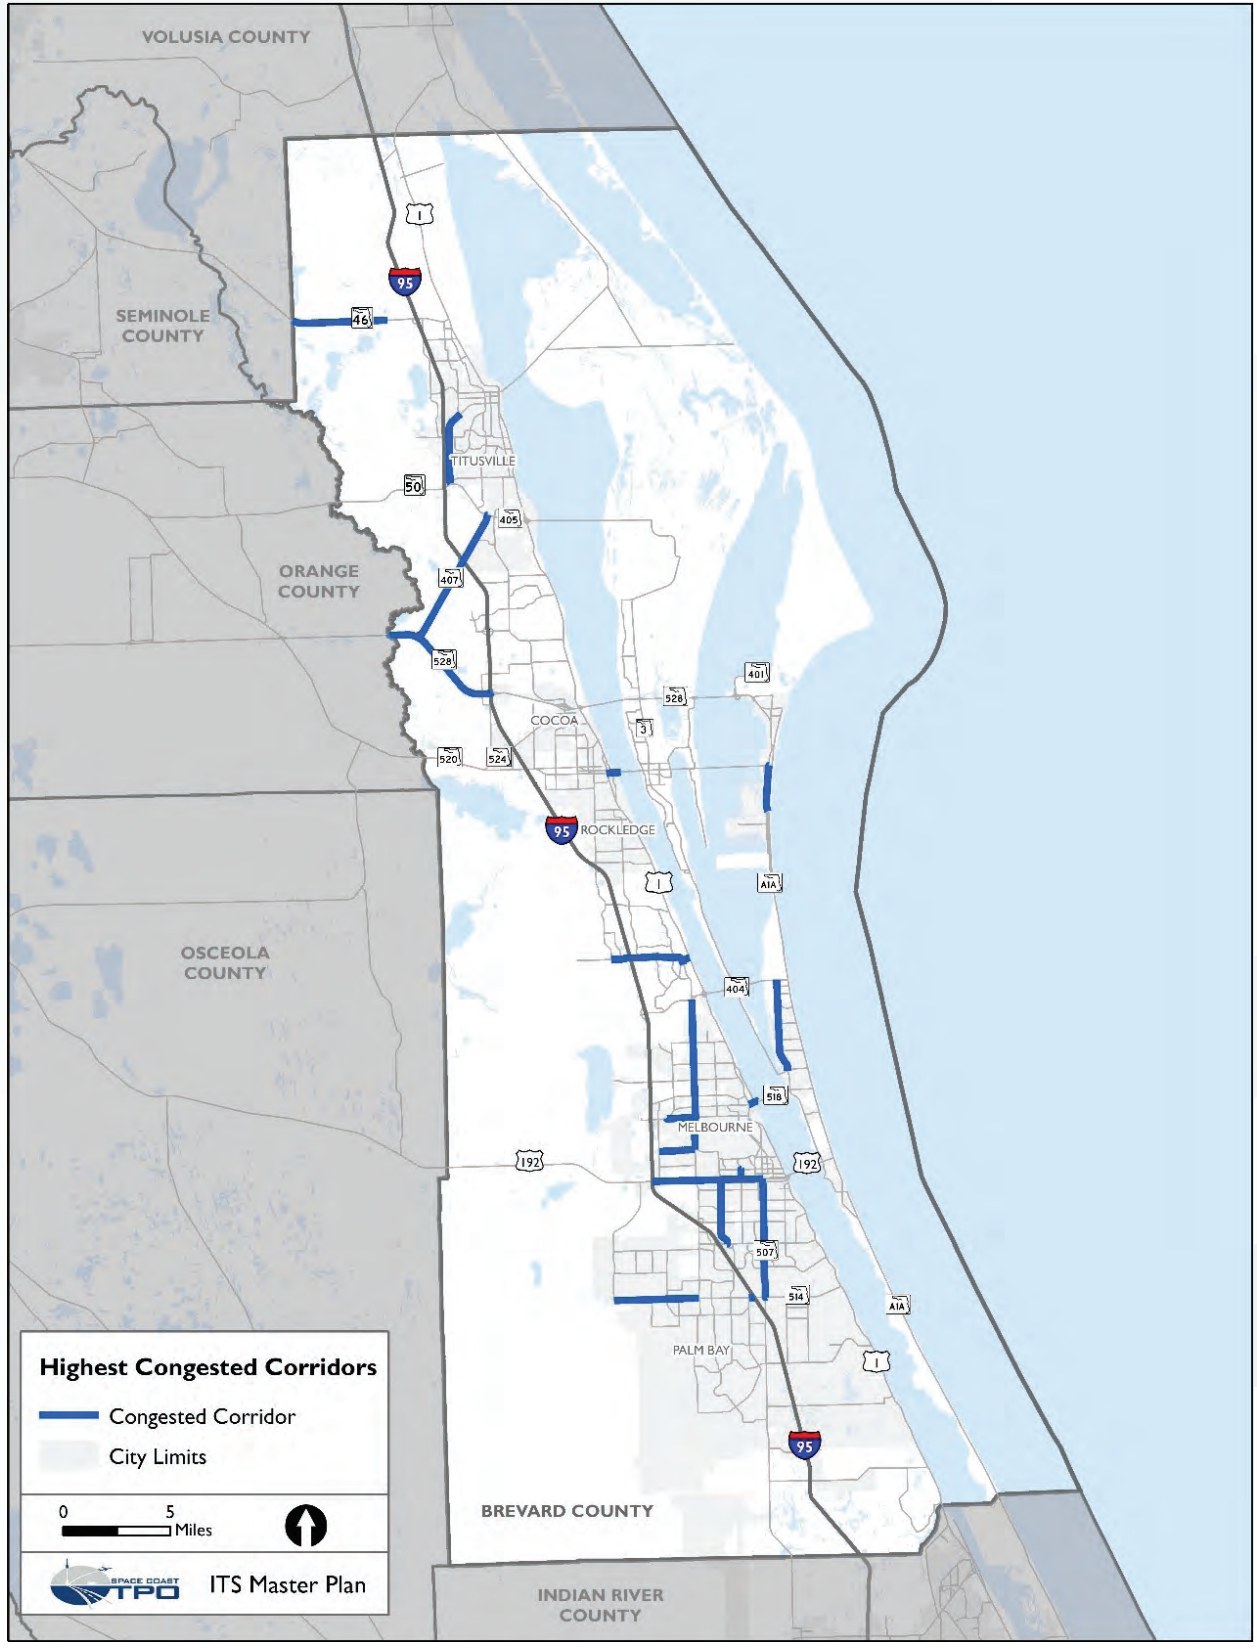 VOLUSIA COUNTY
1
95
46
SEMINOLE
COUNTY
TITUSVILLE
50
405
ORANGE
COUNTY
407
528
401
528
COCOA
3
520
524
95
ROCKLEDGE
1
A1A
OSCEOLA
COUNTY
404
518
MELBOURNE
192
192
507
514
A1A
PALM BAY
1
95
BREVARD COUNTY
INDIAN RIVER
COUNTY
Highest Congested Corridors
Congested Corridor
City Limits
0 5
Miles
SPACE COAST
TPO
ITS Master Plan